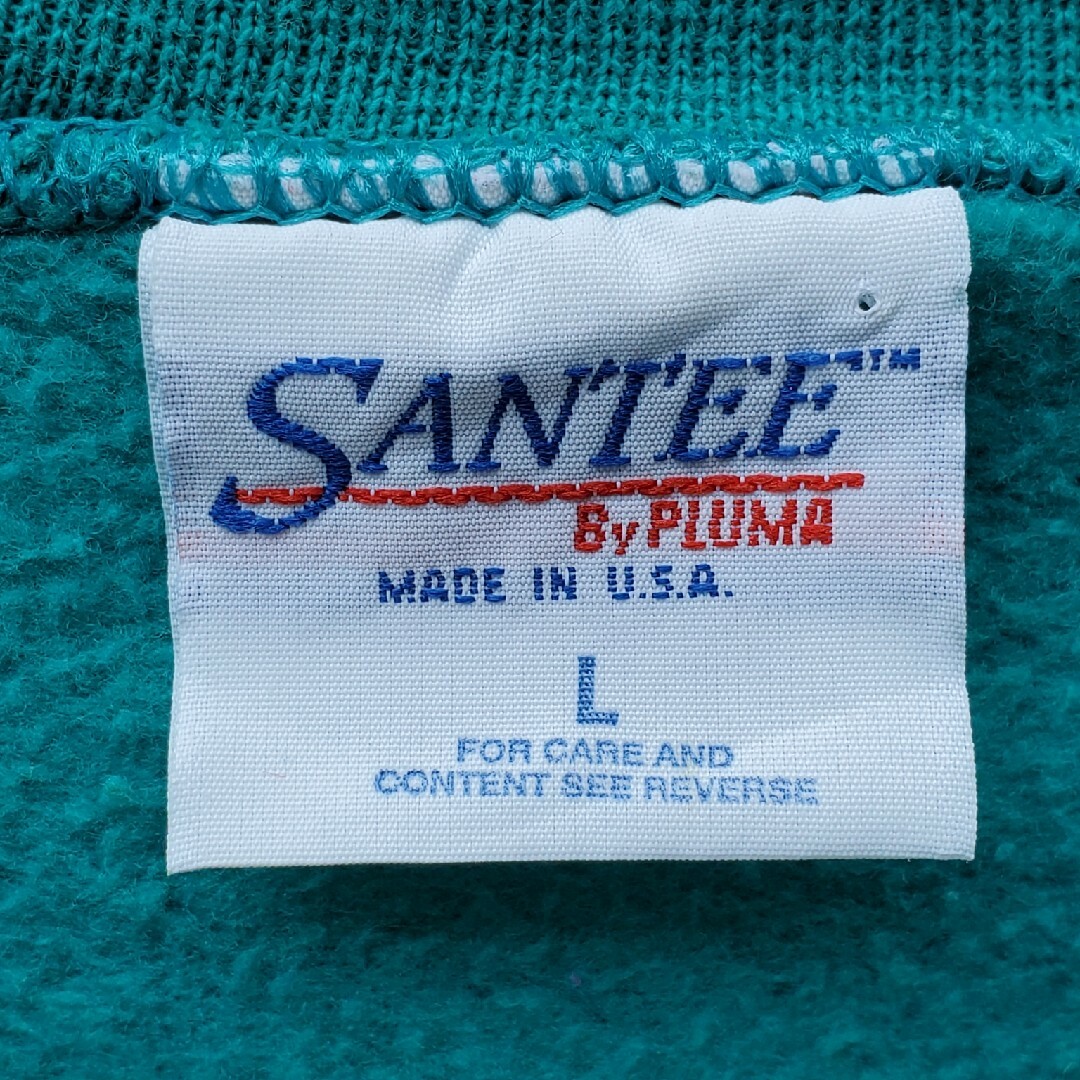 SANTEE™
By PLUMA
MADE IN U.S.A.
L
FOR CARE AND
CONTENT SEE REVERSE